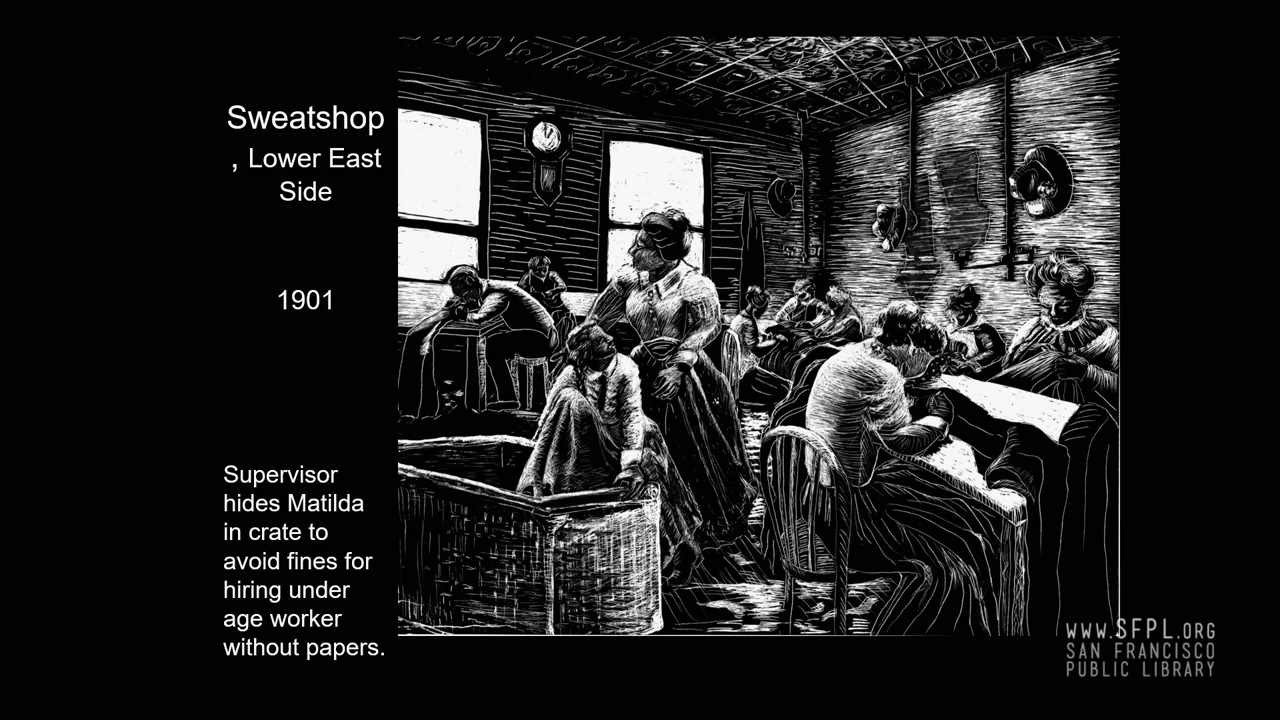 Sweatshop
, Lower East
Side
1901
Supervisor
hides Matilda
in crate to
avoid fines for
hiring under
age worker
without papers.
WWW.SFPL.ORG
SAN FRANCISCO
PUBLIC LIBRARY